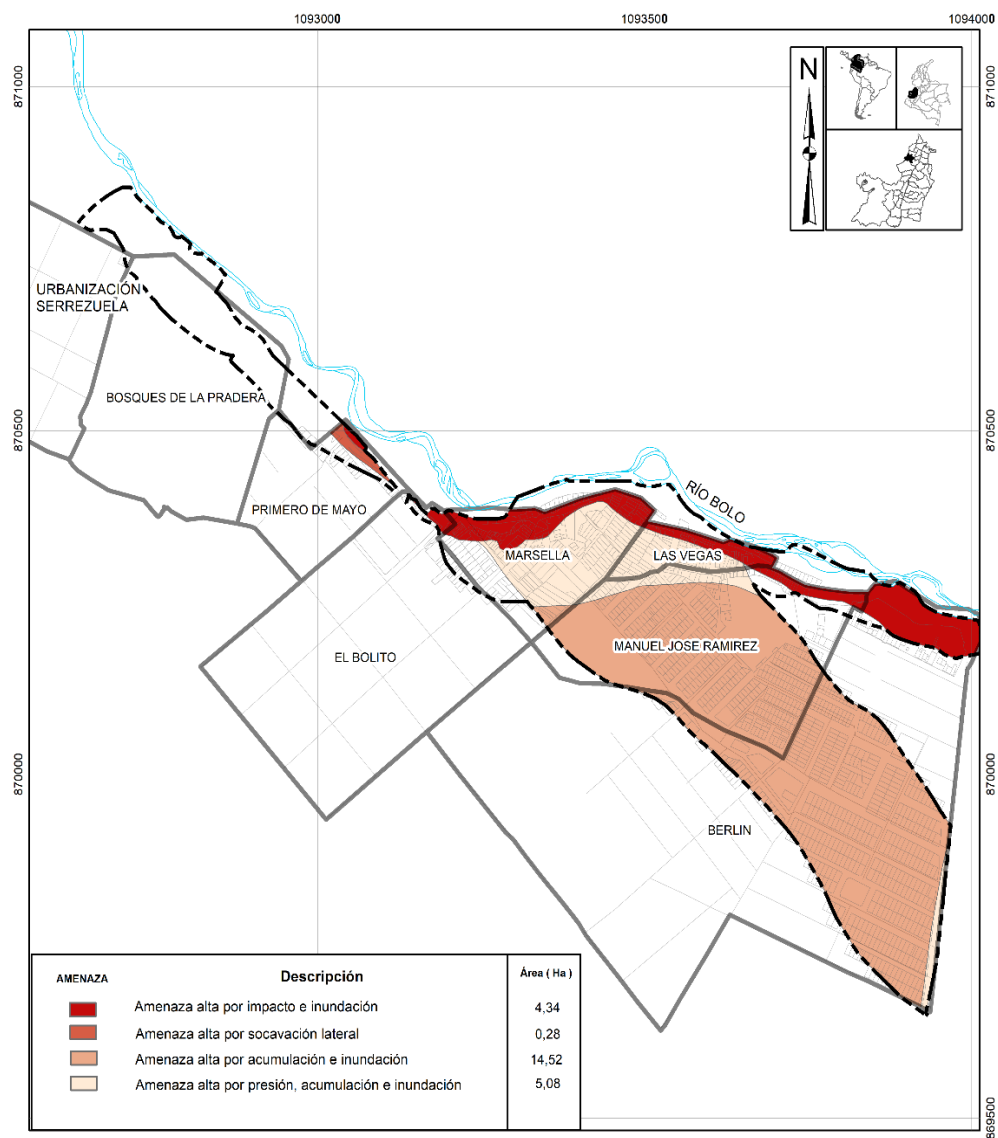 1093000
1093500
1094000
871000
871000
N
URBANIZACIÓN
SERREZUELA
BOSQUES DE LA PRADERA
870500
870500
RÍO BOLO
PRIMERO DE MAYO
MARSELLA
LAS VEGAS
MANUEL JOSE RAMIREZ
EL BOLITO
870000
870000
BERLIN
AMENAZA Descripción Área ( Ha )
Amenaza alta por impacto e inundación 4,34
Amenaza alta por socavación lateral 0,28
Amenaza alta por acumulación e inundación 14,52
Amenaza alta por presión, acumulación e inundación 5,08
869500